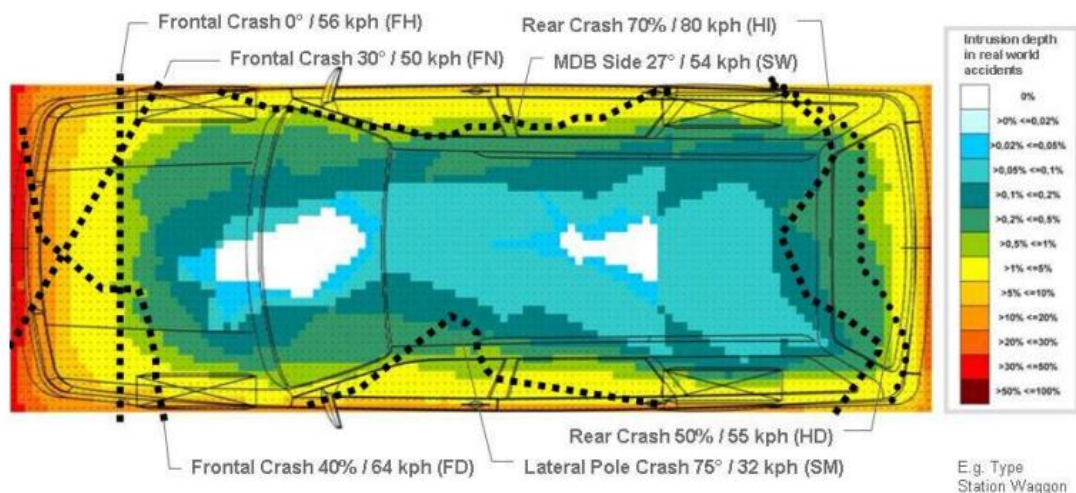 Frontal Crash 0° / 56 kph (FH)
Rear Crash 70% / 80 kph (HI)
Frontal Crash 30° / 50 kph (FN)
MDB Side 27° / 54 kph (SW)
Intrusion depth
in real world
accidents
0%
>0% <=0,02%
>0,02% <=0,05%
>0,05% <=0,1%
>0,1% <=0,2%
>0,2% <=0,5%
>0,5% <=1%
>1% <=5%
>5% <=10%
>10% <=20%
>20% <=30%
>30% <=50%
>50% <=100%
Rear Crash 50% / 55 kph (HD)
Frontal Crash 40% / 64 kph (FD)
Lateral Pole Crash 75° / 32 kph (SM)
E.g. Type
Station Waggon